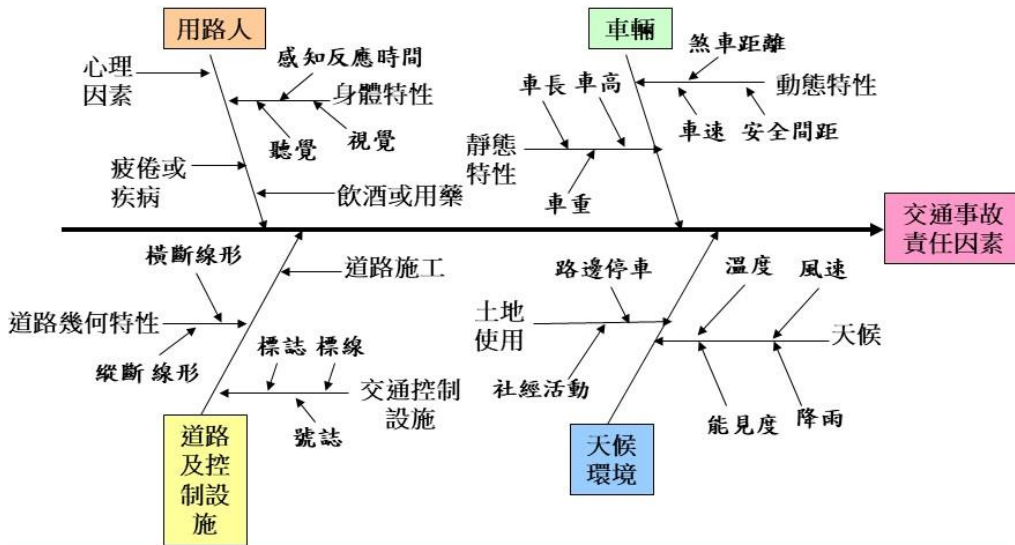 用路人
車輛
心理
因素
感知反應時間
身體特性
聽覺
視覺
疲倦或
疾病
飲酒或用藥
煞車距離
動態特性
車速
安全間距
車長
車高
靜態
特性
車重
交通事故
責任因素
橫斷線形
道路施工
道路幾何特性
縱斷線形
標誌
標線
交通控制
設施
號誌
道路
及控
制設
施
路邊停車
溫度
風速
土地
使用
天候
社經活動
能見度
降雨
天候
環境